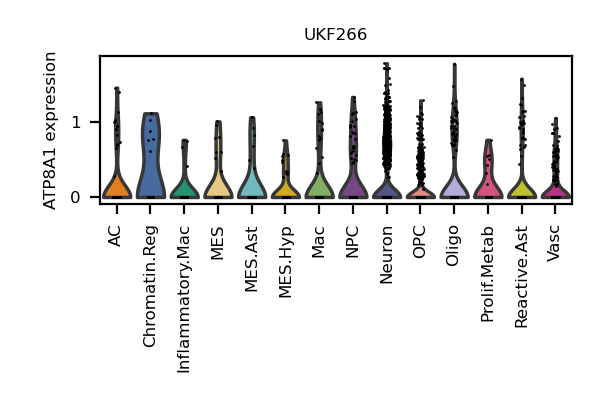 UKF266
ATP8A1 expression
1
0
AC
Chromatin.Reg
Inflammatory.Mac
MES
MES.Ast
MES.Hyp
Mac
NPC
Neuron
OPC
Oligo
Prolif.Metab
Reactive.Ast
Vasc